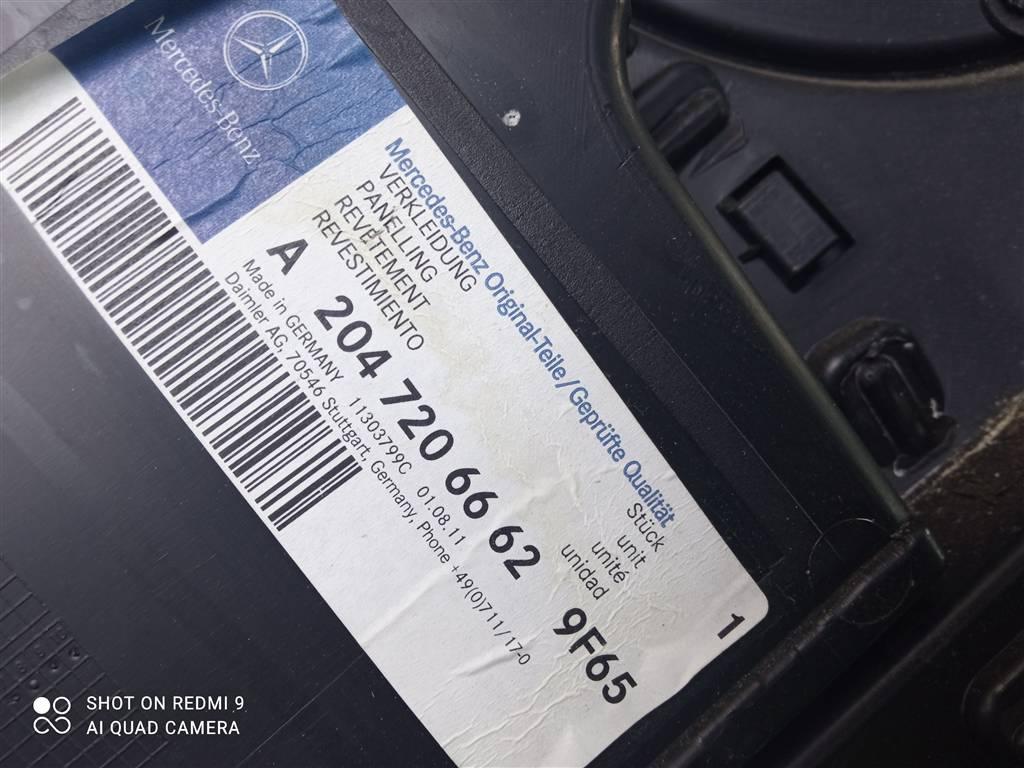 Mercedes-Benz
Mercedes-Benz Original-Teile/Geprüfte Qualität
VERKLEIDUNG
PANELLING
REVPTEMENT
REVESTIMIENTO
Stück
unit
unité
unidad
1
A 204 720 66 62 9F65
Made in GERMANY 11303799C 01.08.11
Daimler AG 70546 Stuttgart, Germany, Phone +49(0)711/17-0
SHOT ON REDMI 9
AI QUAD CAMERA